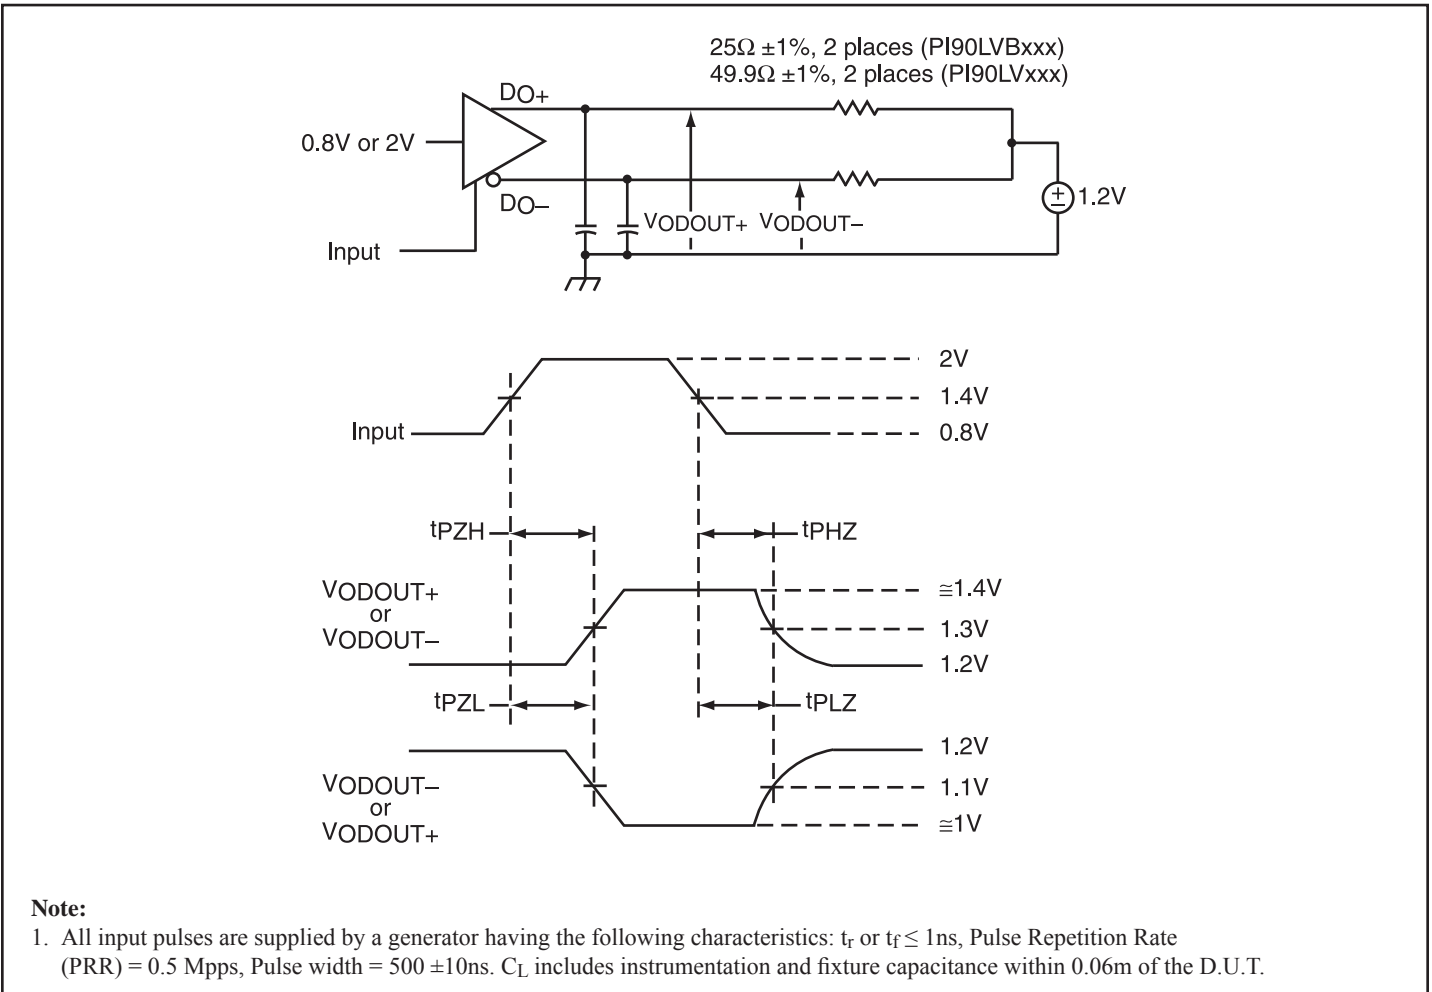 25Ω ±1%, 2 places (PI90LVBxxx)
49.9Ω ±1%, 2 places (PI90LVxxx)
DO+
0.8V or 2V
DO–
VODOUT+ VODOUT–
1.2V
Input
2V
1.4V
Input
0.8V
tPZH
tPHZ
VODOUT+
or
VODOUT–
≅1.4V
1.3V
1.2V
tPZL
tPLZ
1.2V
VODOUT–
or
VODOUT+
1.1V
≅1V
Note:
1. All input pulses are supplied by a generator having the following characteristics: tr or tf ≤ 1ns, Pulse Repetition Rate
(PRR) = 0.5 Mpps, Pulse width = 500 ±10ns. CL includes instrumentation and fixture capacitance within 0.06m of the D.U.T.